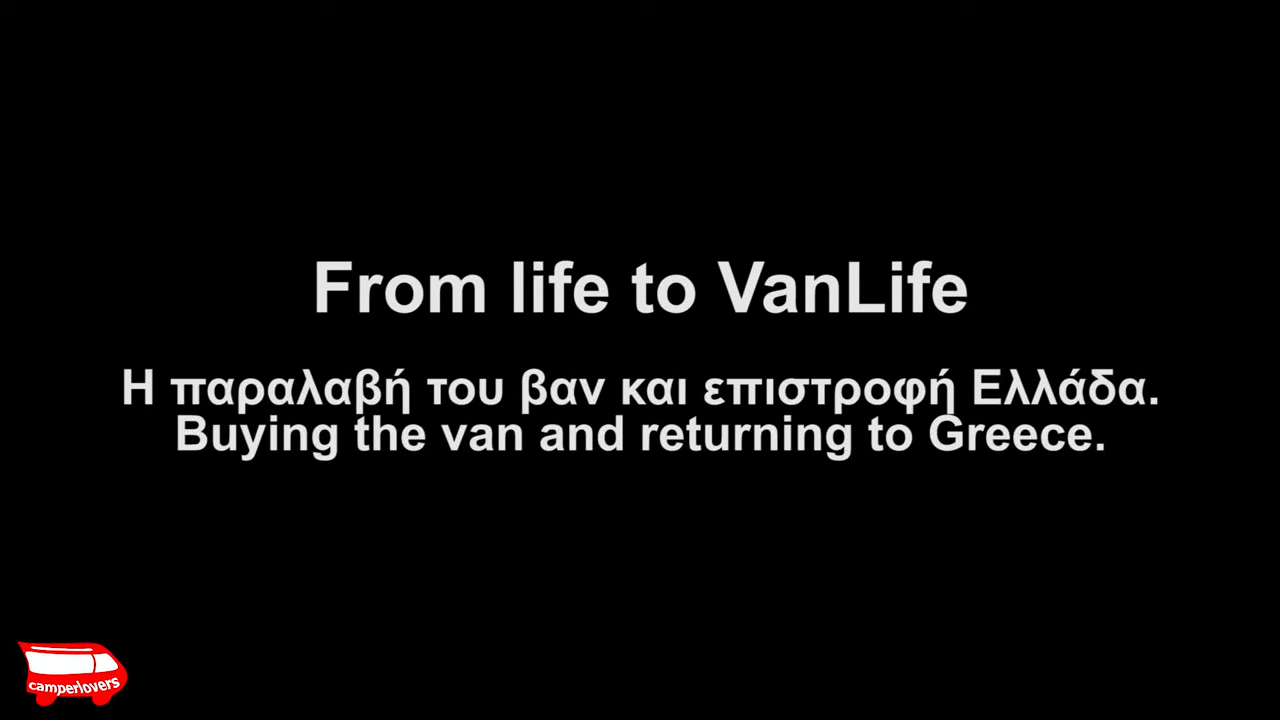 From life to VanLife
Η παραλαβή του βαν και επιστροφή Ελλάδα.
Buying the van and returning to Greece.
camperlovers